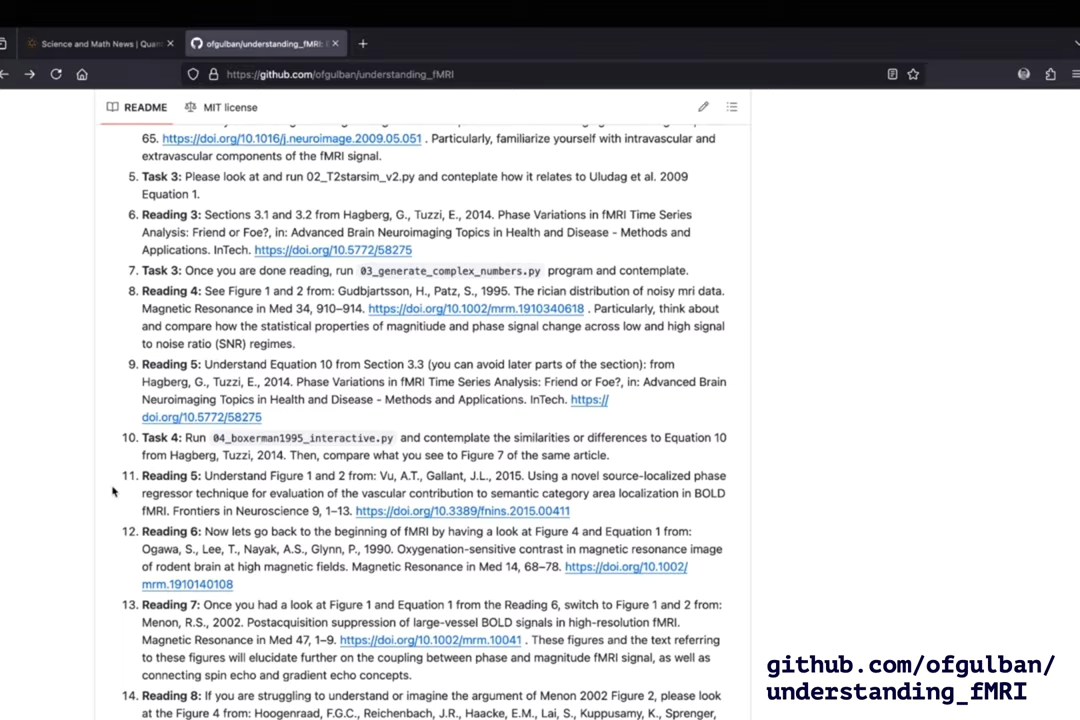 Science and Math News | Quan
ofgulban/understanding_fMRI:
https://github.com/ofgulban/understanding_fMRI
README
MIT license
65. https://doi.org/10.1016/j.neuroimage.2009.05.051 . Particularly, familiarize yourself with intravascular and
extravascular components of the fMRI signal.
5. Task 3: Please look at and run 02_T2starsim_v2.py and conteplate how it relates to Uludag et al. 2009
Equation 1.
6. Reading 3: Sections 3.1 and 3.2 from Hagberg, G., Tuzzi, E., 2014. Phase Variations in fMRI Time Series
Analysis: Friend or Foe?, in: Advanced Brain Neuroimaging Topics in Health and Disease - Methods and
Applications. InTech. https://doi.org/10.5772/58275
7. Task 3: Once you are done reading, run 03_generate_complex_numbers.py program and contemplate.
8. Reading 4: See Figure 1 and 2 from: Gudbjartsson, H., Patz, S., 1995. The rician distribution of noisy mri data.
Magnetic Resonance in Med 34, 910–914. https://doi.org/10.1002/mrm.1910340618 . Particularly, think about
and compare how the statistical properties of magnitiude and phase signal change across low and high signal
to noise ratio (SNR) regimes.
9. Reading 5: Understand Equation 10 from Section 3.3 (you can avoid later parts of the section): from
Hagberg, G., Tuzzi, E., 2014. Phase Variations in fMRI Time Series Analysis: Friend or Foe?, in: Advanced Brain
Neuroimaging Topics in Health and Disease - Methods and Applications. InTech. https://
doi.org/10.5772/58275
10. Task 4: Run 04_boxerman1995_interactive.py and contemplate the similarities or differences to Equation 10
from Hagberg, Tuzzi, 2014. Then, compare what you see to Figure 7 of the same article.
11. Reading 5: Understand Figure 1 and 2 from: Vu, A.T., Gallant, J.L., 2015. Using a novel source-localized phase
regressor technique for evaluation of the vascular contribution to semantic category area localization in BOLD
fMRI. Frontiers in Neuroscience 9, 1–13. https://doi.org/10.3389/fnins.2015.00411
12. Reading 6: Now lets go back to the beginning of fMRI by having a look at Figure 4 and Equation 1 from:
Ogawa, S., Lee, T., Nayak, A.S., Glynn, P., 1990. Oxygenation-sensitive contrast in magnetic resonance image
of rodent brain at high magnetic fields. Magnetic Resonance in Med 14, 68–78. https://doi.org/10.1002/
mrm.1910140108
13. Reading 7: Once you had a look at Figure 1 and Equation 1 from the Reading 6, switch to Figure 1 and 2 from:
Menon, R.S., 2002. Postacquisition suppression of large-vessel BOLD signals in high-resolution fMRI.
Magnetic Resonance in Med 47, 1–9. https://doi.org/10.1002/mrm.10041 . These figures and the text referring
to these figures will elucidate further on the coupling between phase and magnitude fMRI signal, as well as
connecting spin echo and gradient echo concepts.
14. Reading 8: If you are struggling to understand or imagine the argument of Menon 2002 Figure 2, please look
at the Figure 4 from: Hoogenraad, F.G.C., Reichenbach, J.R., Haacke, E.M., Lai, S., Kuppusamy, K., Sprenger,
github.com/ofgulban/
understanding_fMRI